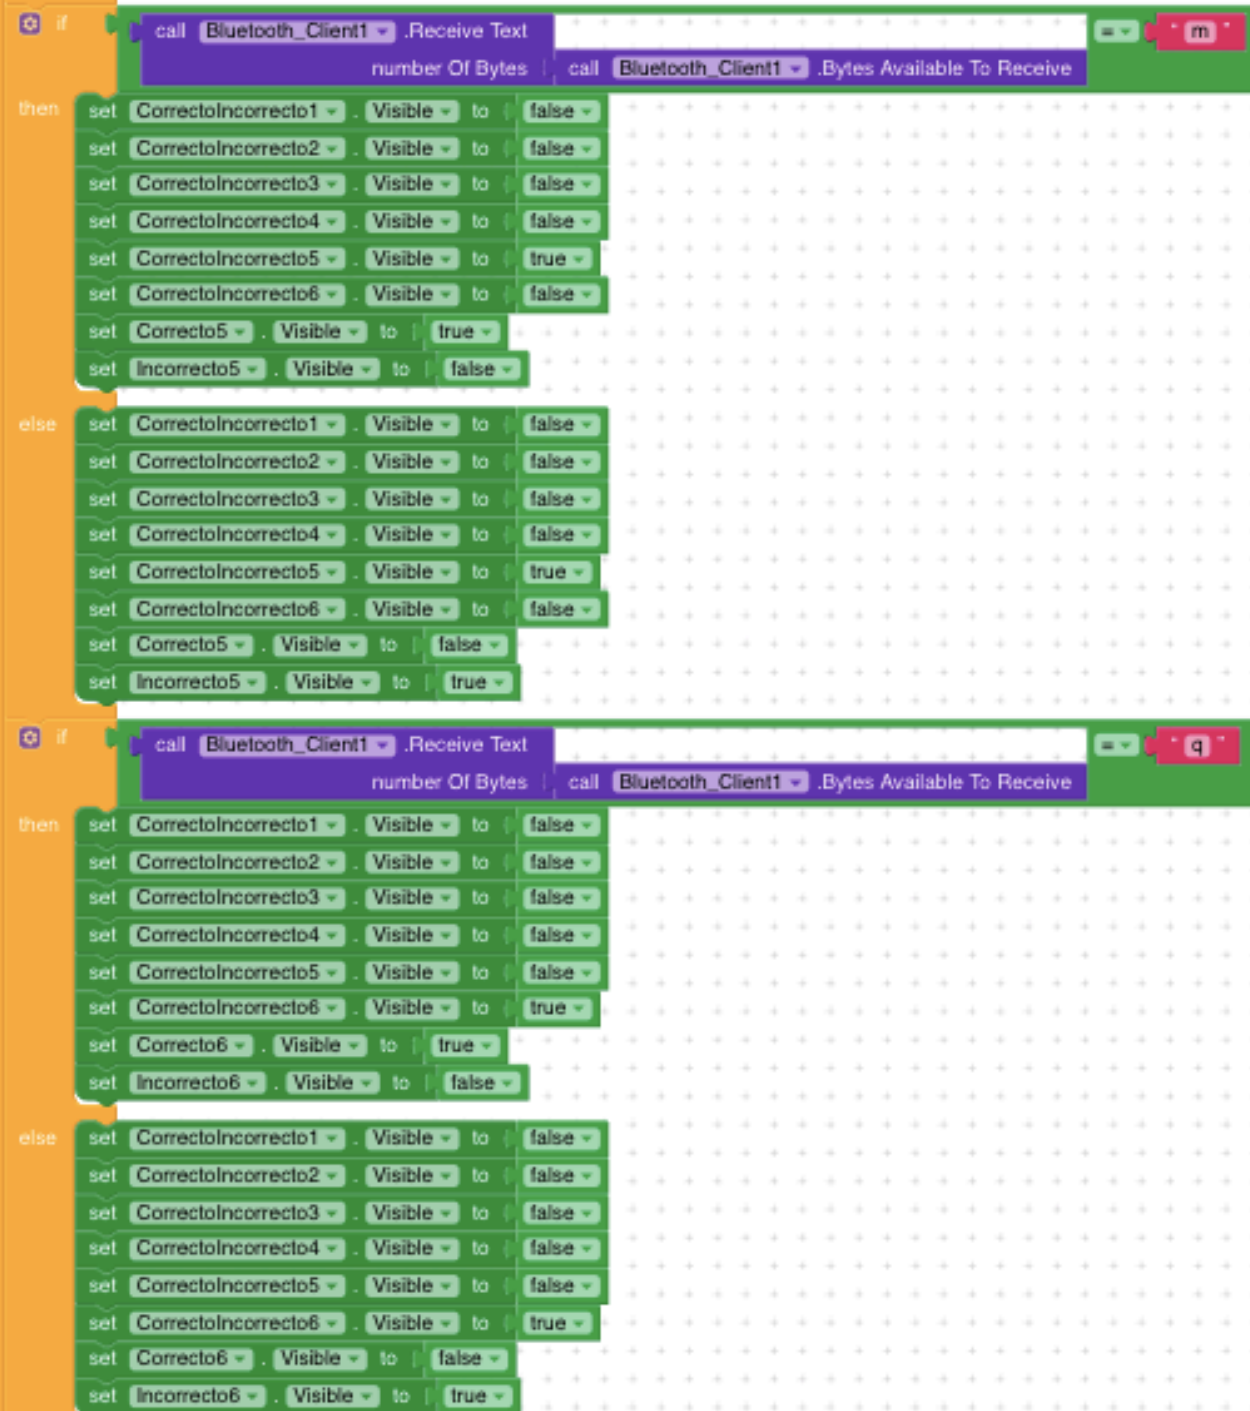 if call Bluetooth_Client1 .Receive Text = " m "
number Of Bytes call Bluetooth_Client1 .Bytes Available To Receive
then set CorrectoIncorrecto1 . Visible to false
set CorrectoIncorrecto2 . Visible to false
set CorrectoIncorrecto3 . Visible to false
set CorrectoIncorrecto4 . Visible to false
set CorrectoIncorrecto5 . Visible to true
set CorrectoIncorrecto6 . Visible to false
set Correcto5 . Visible to true
set Incorrecto5 . Visible to false
else set CorrectoIncorrecto1 . Visible to false
set CorrectoIncorrecto2 . Visible to false
set CorrectoIncorrecto3 . Visible to false
set CorrectoIncorrecto4 . Visible to false
set CorrectoIncorrecto5 . Visible to true
set CorrectoIncorrecto6 . Visible to false
set Correcto5 . Visible to false
set Incorrecto5 . Visible to true
if call Bluetooth_Client1 .Receive Text = " q "
number Of Bytes call Bluetooth_Client1 .Bytes Available To Receive
then set CorrectoIncorrecto1 . Visible to false
set CorrectoIncorrecto2 . Visible to false
set CorrectoIncorrecto3 . Visible to false
set CorrectoIncorrecto4 . Visible to false
set CorrectoIncorrecto5 . Visible to false
set CorrectoIncorrecto6 . Visible to true
set Correcto6 . Visible to true
set Incorrecto6 . Visible to false
else set CorrectoIncorrecto1 . Visible to false
set CorrectoIncorrecto2 . Visible to false
set CorrectoIncorrecto3 . Visible to false
set CorrectoIncorrecto4 . Visible to false
set CorrectoIncorrecto5 . Visible to false
set CorrectoIncorrecto6 . Visible to true
set Correcto6 . Visible to false
set Incorrecto6 . Visible to true